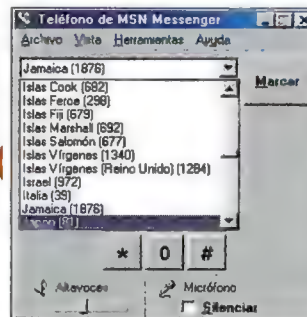 Teléfono de MSN Messenger
Archivo Vista Herramientas Ayuda
Jamaica (1876)
Marcar
Islas Cook (682)
Islas Feroe (298)
Islas Fiji (679)
Islas Marshall (692)
Islas Salomón (677)
Islas Vírgenes (1340)
Islas Vírgenes (Reino Unido) (1284)
Israel (972)
Italia (39)
Jamaica (1876)
Japón (81)
* 0 #
Altavoces
Micrófono
Silenciar